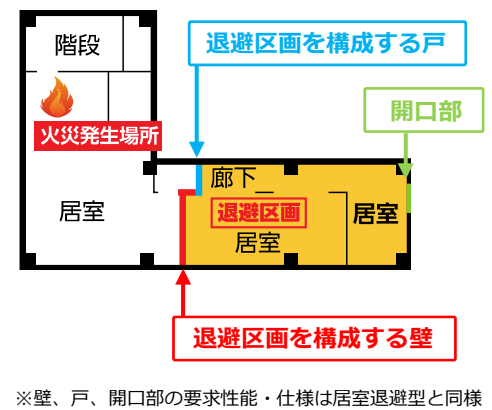 退避区画を構成する戸
階段
開口部
火災発生場所
廊下
居室
退避区画
居室
居室
退避区画を構成する壁
※壁、戸、開口部の要求性能・仕様は居室退避型と同様